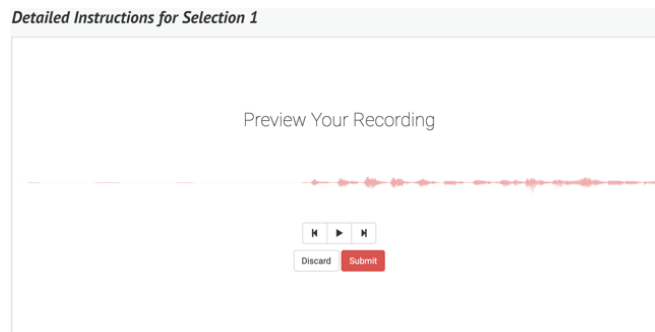 Detailed Instructions for Selection 1
Preview Your Recording
Discard Submit